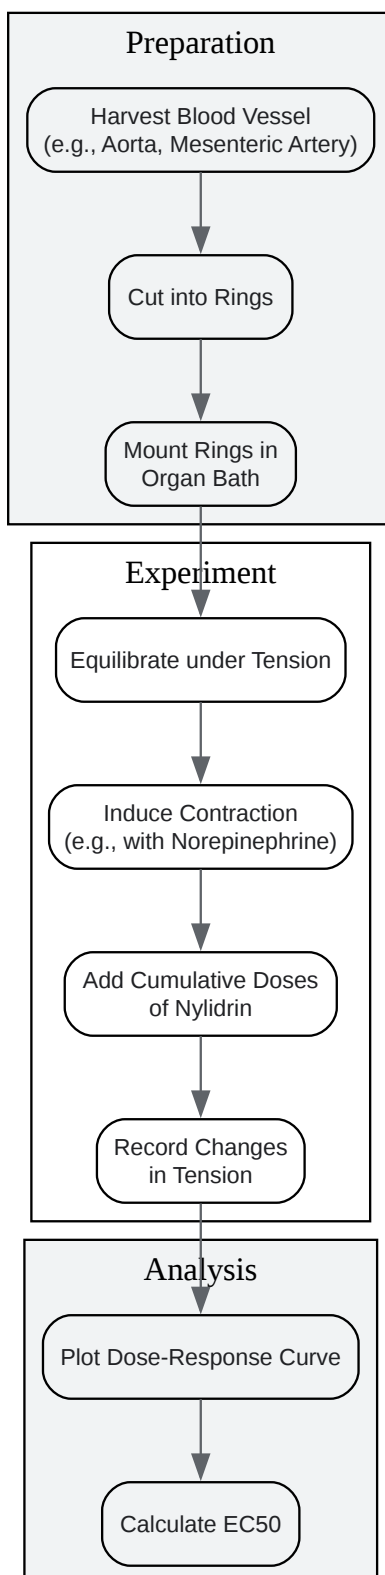 Preparation
Harvest Blood Vessel
(e.g., Aorta, Mesenteric Artery)
Cut into Rings
Mount Rings in
Organ Bath
Experiment
Equilibrate under Tension
Induce Contraction
(e.g., with Norepinephrine)
Add Cumulative Doses
of Nylidrin
Record Changes
in Tension
Analysis
Plot Dose-Response Curve
Calculate EC50